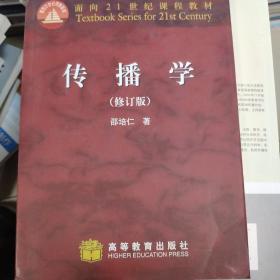 面向21世纪课程教材
Textbook Series for 21st Century
传播学
(修订版)
邵培仁 著
高等教育出版社
HIGHER EDUCATION PRESS